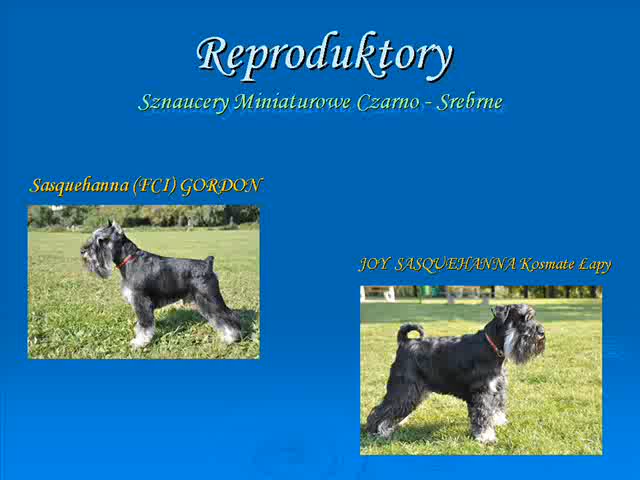 Reproduktory
Sznaucery Miniaturowe Czarno - Srebrne
Sasquehanna (FCI) GORDON
JOY SASQUEHANNA Kosmate Łapy